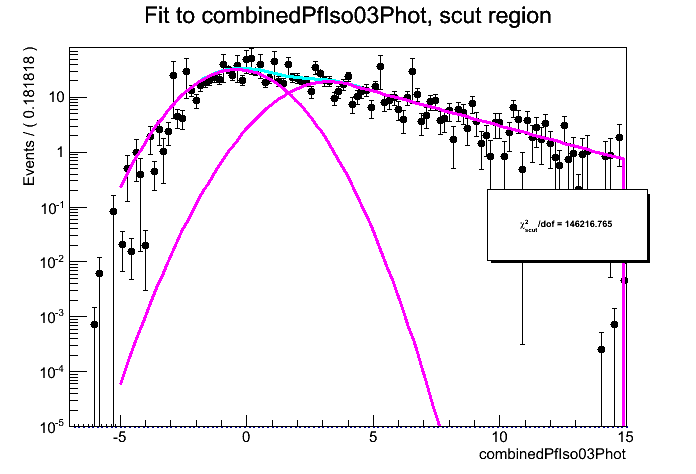 Fit to combinedPfIso03Phot, scut region
Events / ( 0.181818 )
10
1
10⁻¹
10⁻²
10⁻³
10⁻⁴
10⁻⁵
χ²scut/dof = 146216.765
-5 0 5 10 15
combinedPfIso03Phot